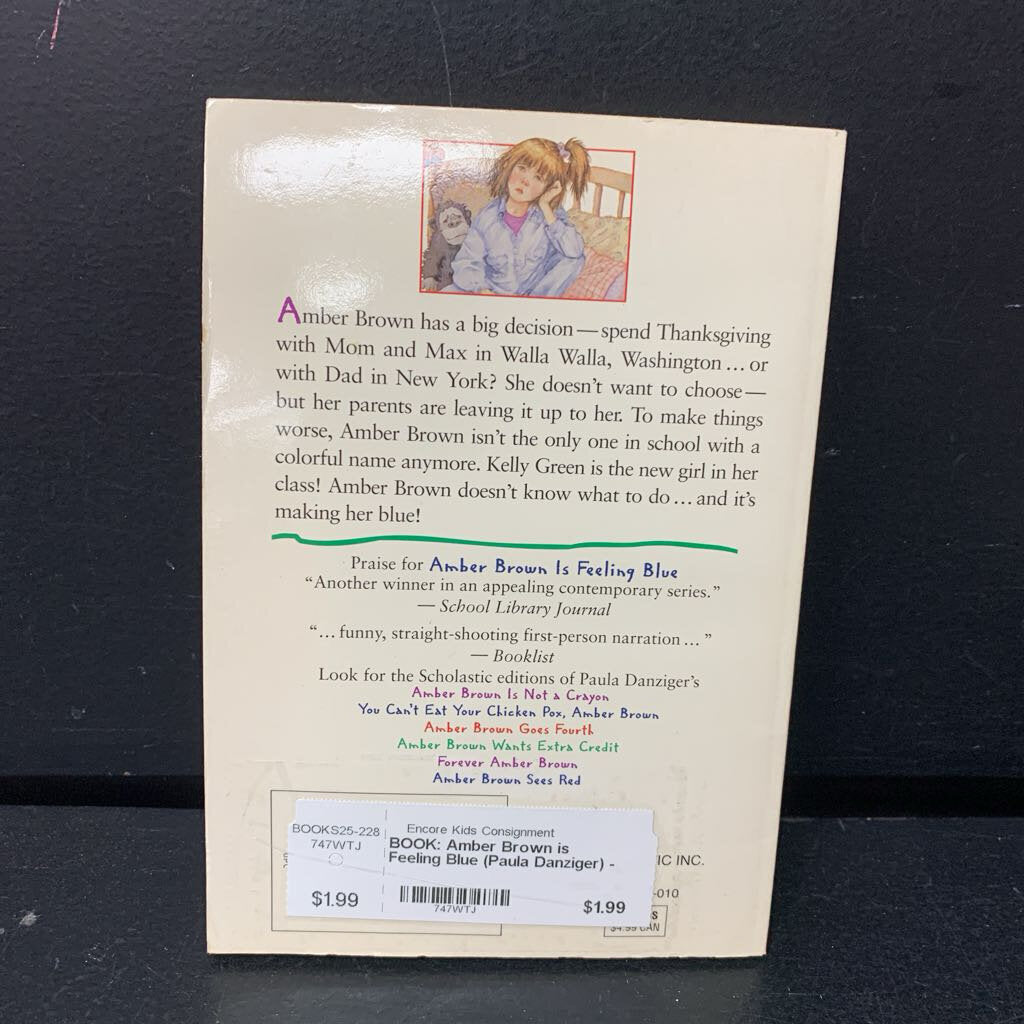 Amber Brown has a big decision — spend Thanksgiving
with Mom and Max in Walla Walla, Washington ... or
with Dad in New York? She doesn't want to choose —
but her parents are leaving it up to her. To make things
worse, Amber Brown isn't the only one in school with a
colorful name anymore. Kelly Green is the new girl in her
class! Amber Brown doesn't know what to do ... and it's
making her blue!
Praise for Amber Brown Is Feeling Blue
“Another winner in an appealing contemporary series.”
— School Library Journal
“... funny, straight-shooting first-person narration ... ”
— Booklist
Look for the Scholastic editions of Paula Danziger's
Amber Brown Is Not a Crayon
You Can't Eat Your Chicken Pox, Amber Brown
Amber Brown Goes Fourth
Amber Brown Wants Extra Credit
Forever Amber Brown
Amber Brown Sees Red
BOOKS25-228
747WTJ
$1.99
Encore Kids Consignment
BOOK: Amber Brown is
Feeling Blue (Paula Danziger) -
747WTJ
$1.99
IC INC.
-010
$4.99 CAN